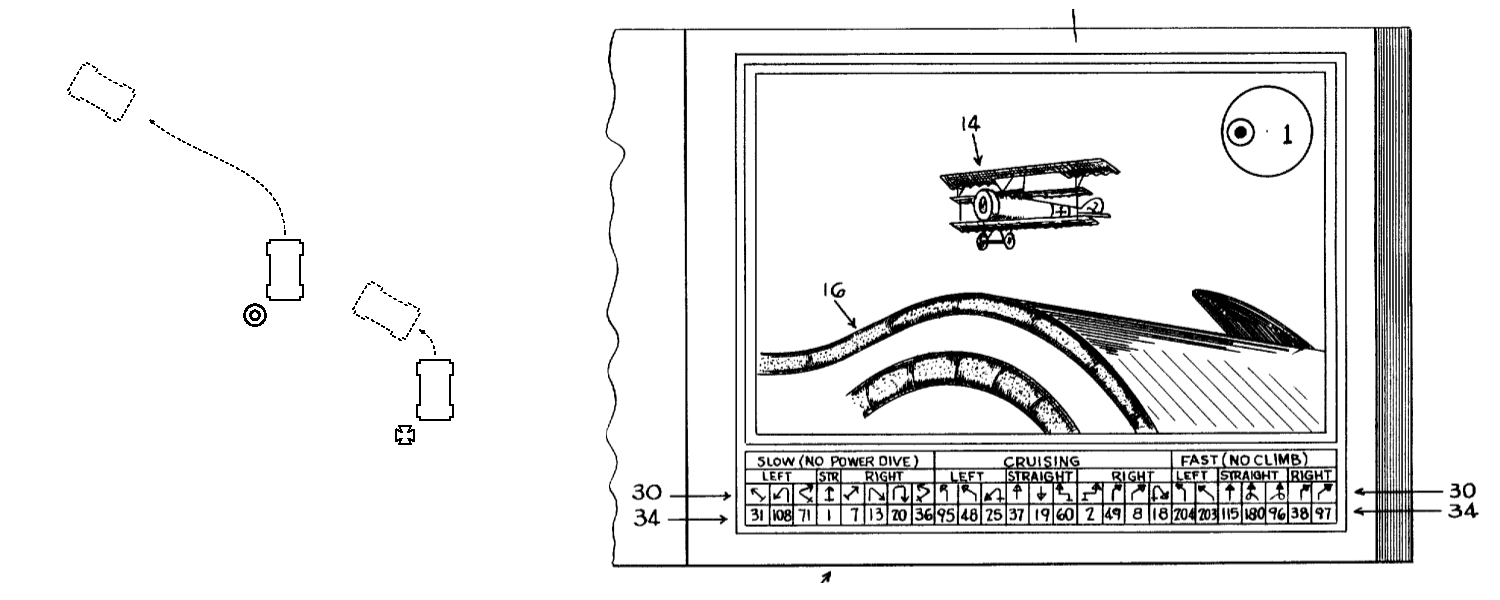 14
1
16
SLOW (NO POWER DIVE) CRUISING FAST (NO CLIMB)
LEFT STR RIGHT LEFT STRAIGHT RIGHT LEFT STRAIGHT RIGHT
30 30
34 31 108 71 1 7 13 20 36 95 48 25 37 19 60 2 49 8 18 204 203 115 180 96 38 97 34